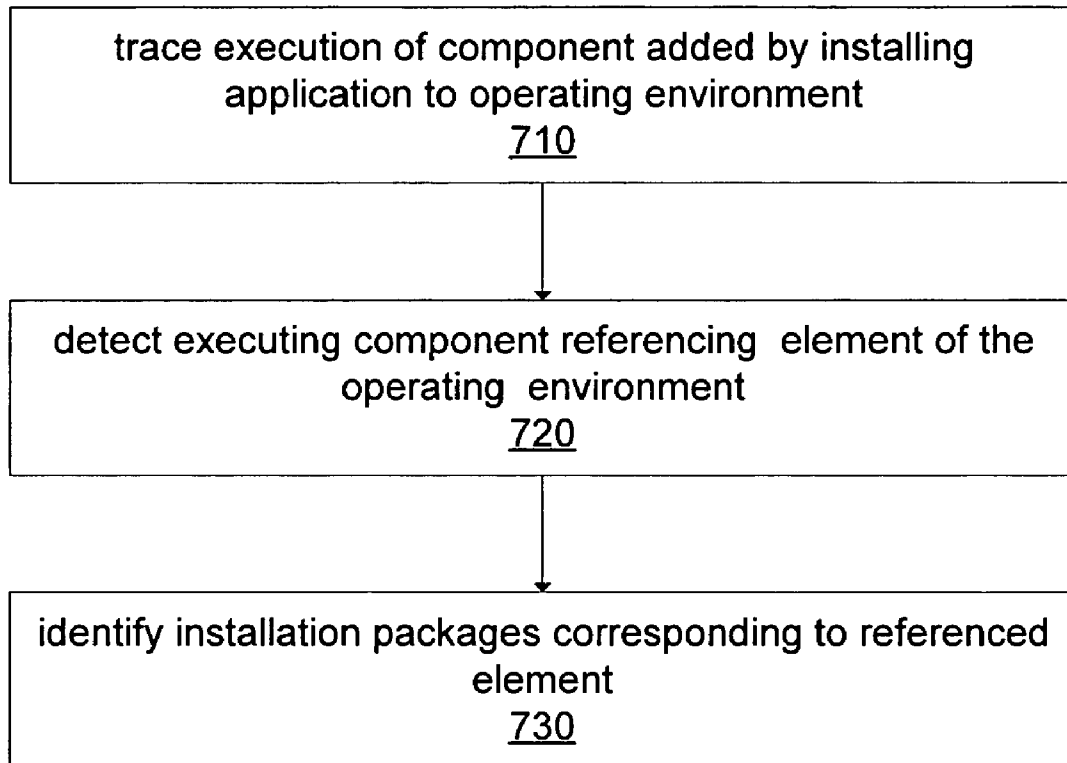 trace execution of component added by installing
application to operating environment
710
detect executing component referencing element of the
operating environment
720
identify installation packages corresponding to referenced
element
730